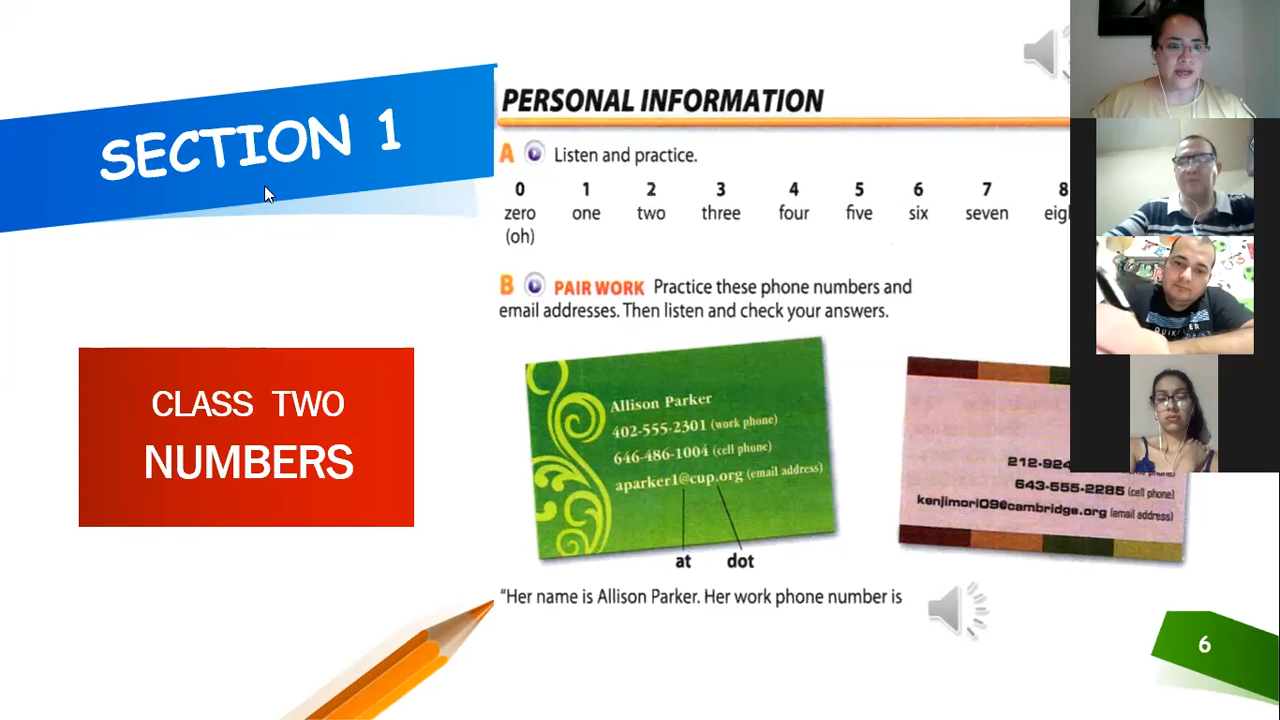 SECTION 1
CLASS TWO
NUMBERS
PERSONAL INFORMATION
A Listen and practice.
0 1 2 3 4 5 6 7 8
zero one two three four five six seven
(oh)
B PAIR WORK Practice these phone numbers and
email addresses. Then listen and check your answers.
Allison Parker
402-555-2301 (work phone)
646-486-1004 (cell phone)
aparker1@cup.org (email address)
at dot
212-924
643-555-2285 (cell phone)
kenjimori09@cambridge.org (email address)
"Her name is Allison Parker. Her work phone number is
6